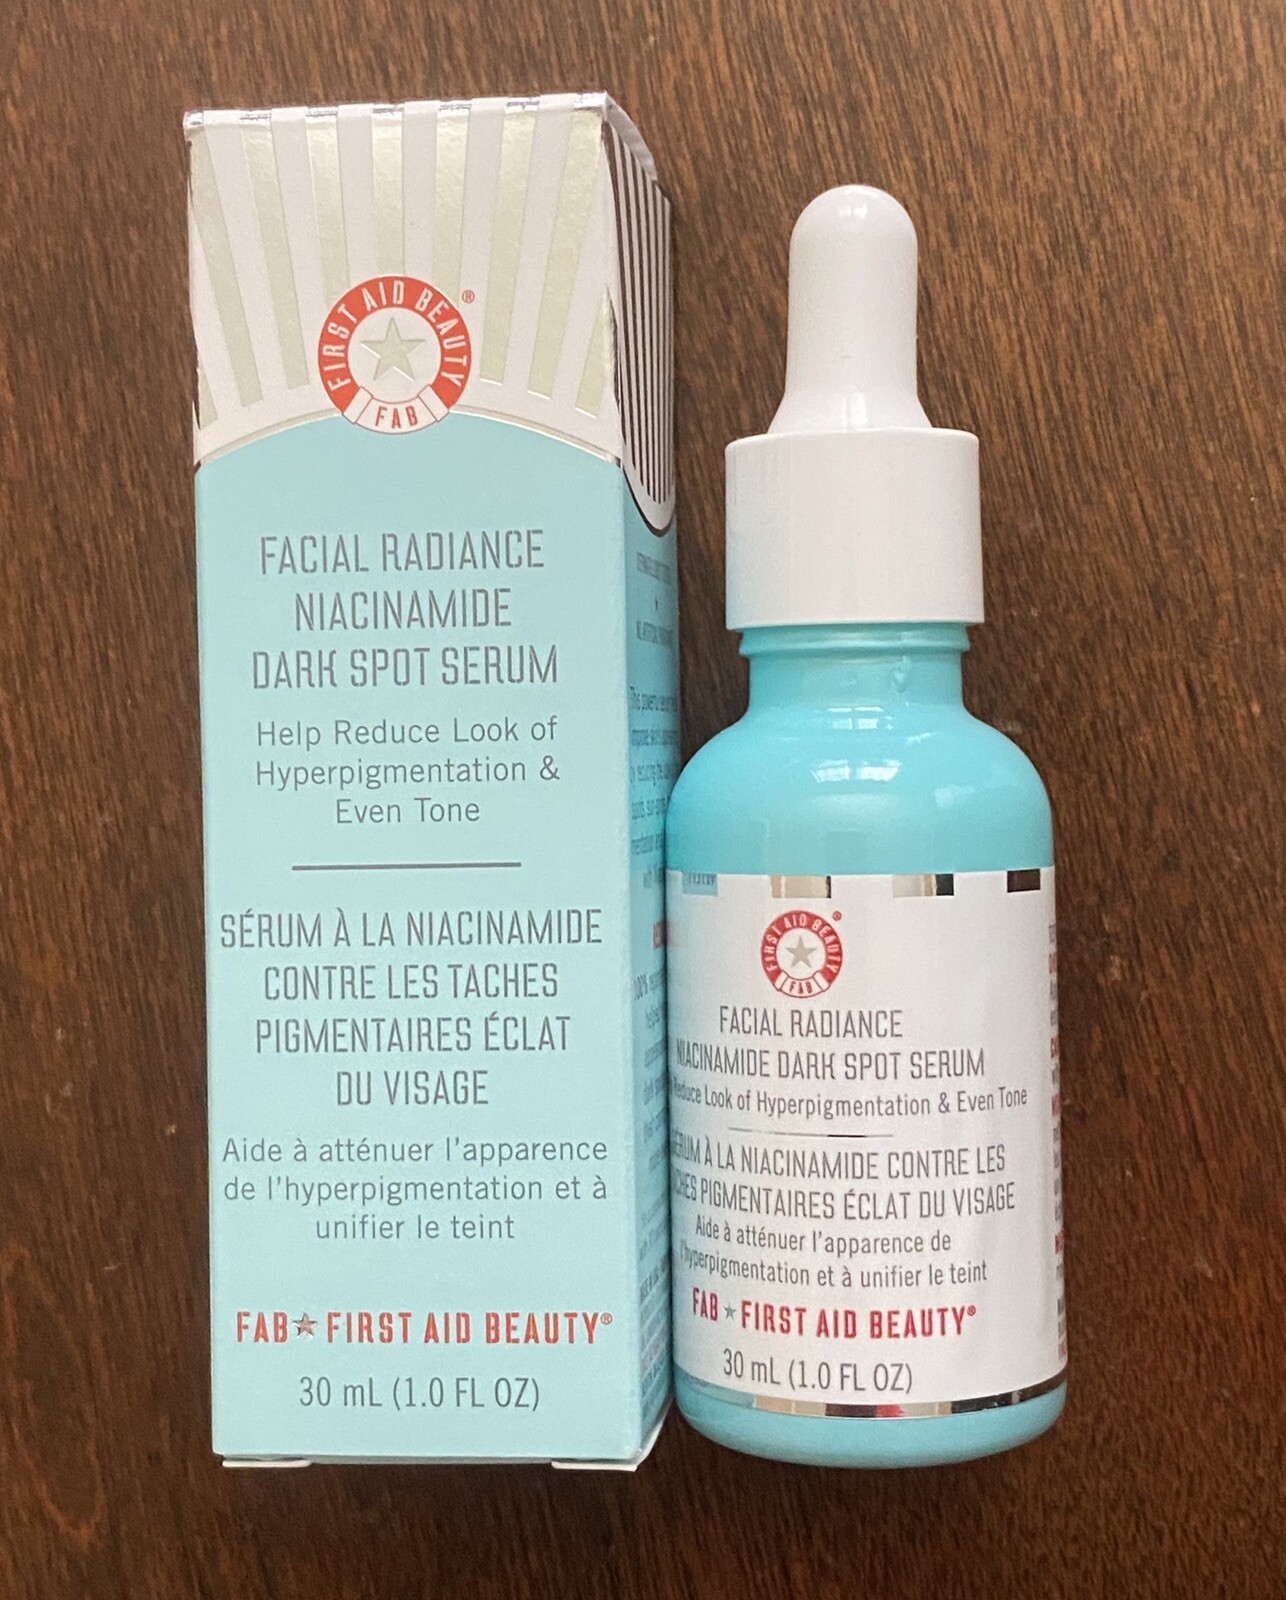 FIRST AID BEAUTY®
FAB
FACIAL RADIANCE
NIACINAMIDE
DARK SPOT SERUM
Help Reduce Look of
Hyperpigmentation &
Even Tone
SÉRUM À LA NIACINAMIDE
CONTRE LES TACHES
PIGMENTAIRES ÉCLAT
DU VISAGE
Aide à atténuer l'apparence
de l'hyperpigmentation et à
unifier le teint
FAB★FIRST AID BEAUTY®
30 mL (1.0 FL OZ)
FIRST AID BEAUTY®
FAB
FACIAL RADIANCE
NIACINAMIDE DARK SPOT SERUM
Reduce Look of Hyperpigmentation & Even Tone
À LA NIACINAMIDE CONTRE LES
PIGMENTAIRES ÉCLAT DU VISAGE
Aide à atténuer l'apparence de
l'hyperpigmentation et à unifier le teint
FAB★FIRST AID BEAUTY®
30 mL (1.0 FL OZ)